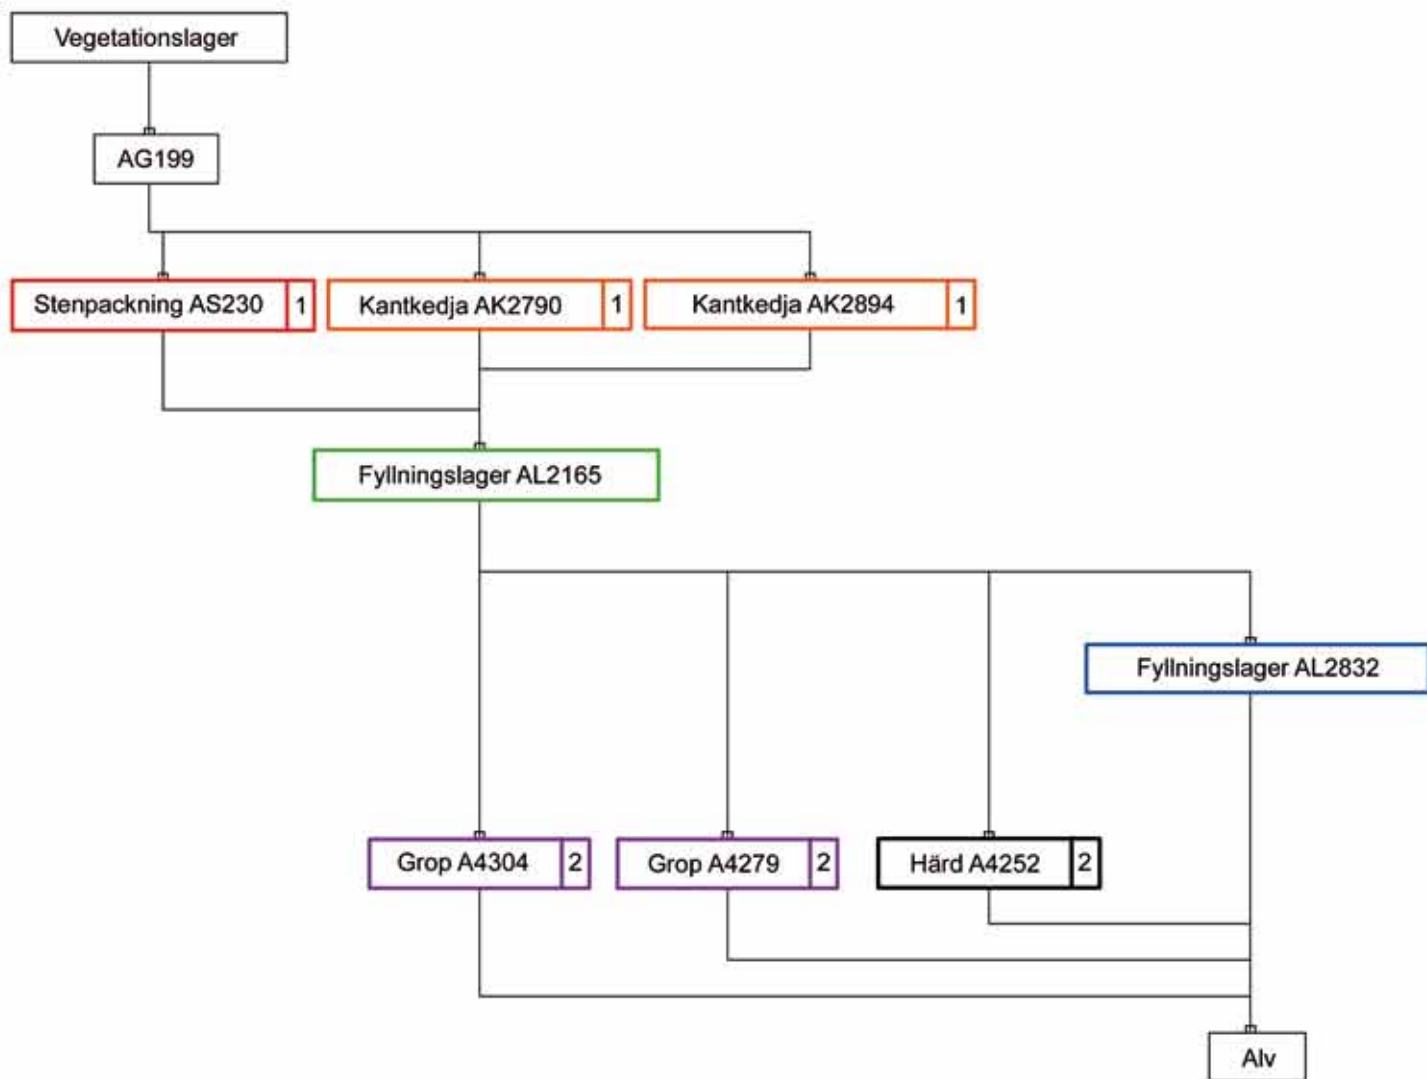 Vegetationslager
AG199
Stenpackning AS230 1
Kantkedja AK2790 1
Kantkedja AK2894 1
Fyllningslager AL2165
Fyllningslager AL2832
Grop A4304 2
Grop A4279 2
Härd A4252 2
Alv